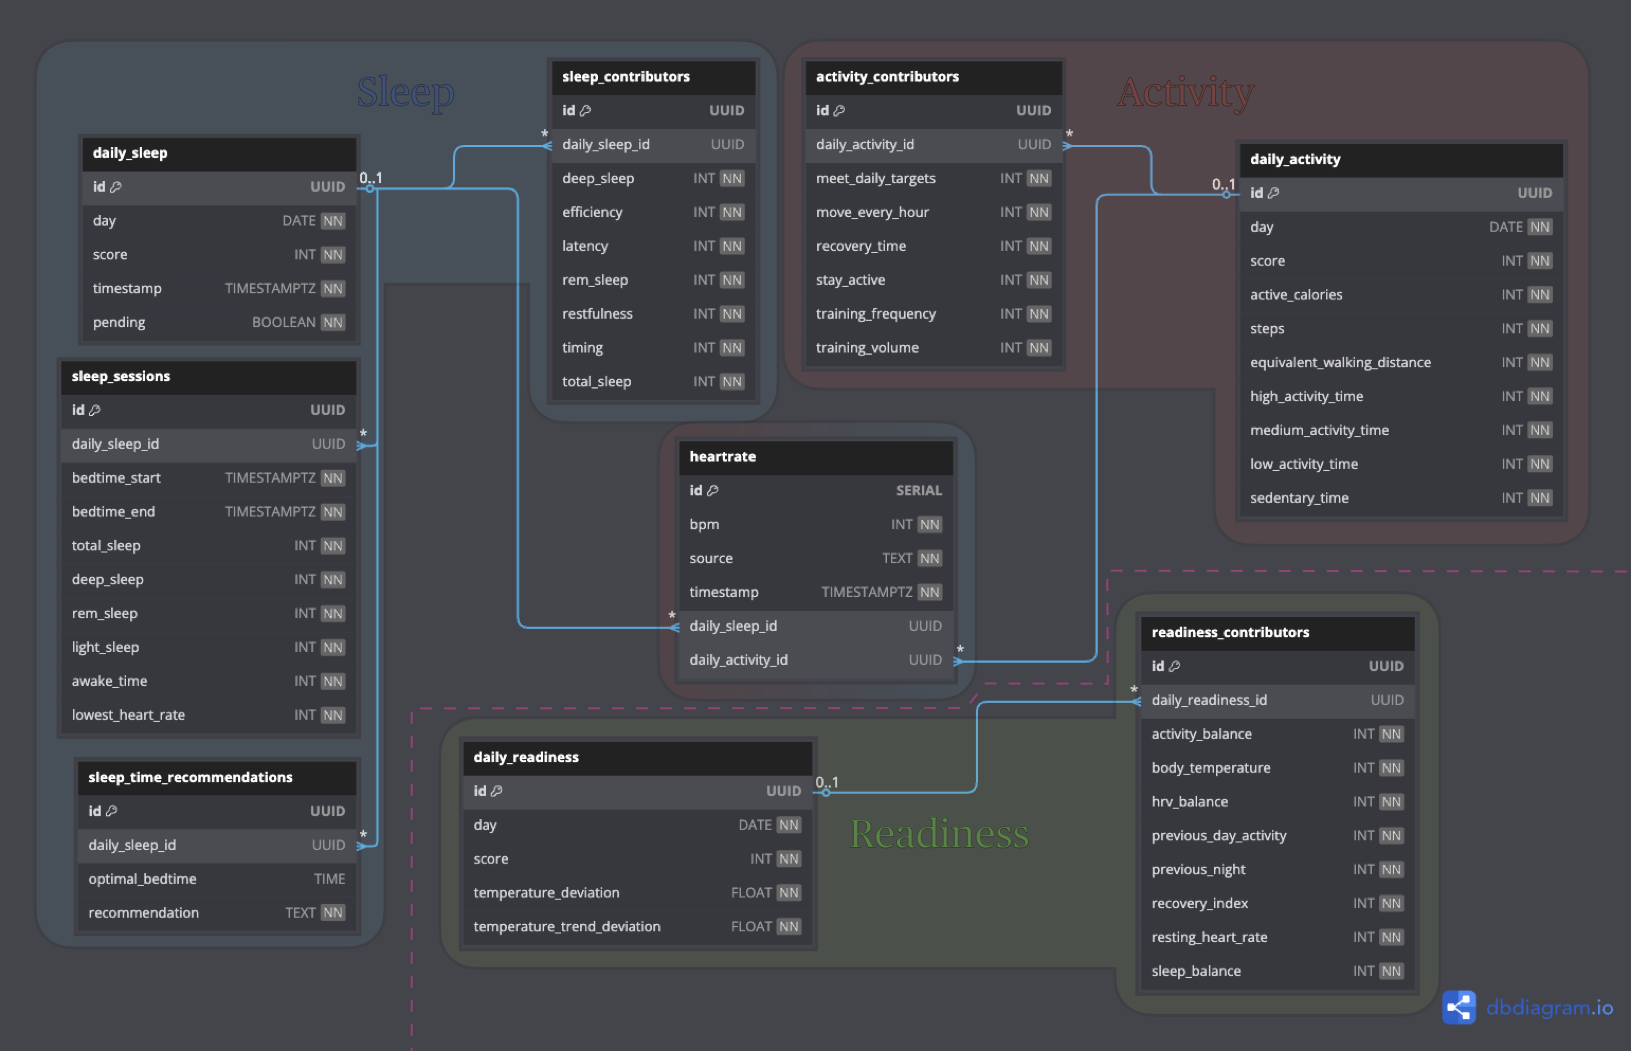 Sleep
daily_sleep
id UUID
0..1
day DATE NN
score INT NN
timestamp TIMESTAMPTZ NN
pending BOOLEAN NN
sleep_sessions
id UUID
daily_sleep_id UUID
*
bedtime_start TIMESTAMPTZ NN
bedtime_end TIMESTAMPTZ NN
total_sleep INT NN
deep_sleep INT NN
rem_sleep INT NN
light_sleep INT NN
awake_time INT NN
lowest_heart_rate INT NN
sleep_time_recommendations
id UUID
daily_sleep_id UUID
*
optimal_bedtime TIME
recommendation TEXT NN
sleep_contributors
id UUID
*
daily_sleep_id UUID
deep_sleep INT NN
efficiency INT NN
latency INT NN
rem_sleep INT NN
restfulness INT NN
timing INT NN
total_sleep INT NN
Activity
activity_contributors
id UUID
daily_activity_id UUID
*
meet_daily_targets INT NN
move_every_hour INT NN
recovery_time INT NN
stay_active INT NN
training_frequency INT NN
training_volume INT NN
daily_activity
0..1
id UUID
day DATE NN
score INT NN
active_calories INT NN
steps INT NN
equivalent_walking_distance INT NN
high_activity_time INT NN
medium_activity_time INT NN
low_activity_time INT NN
sedentary_time INT NN
heartrate
id SERIAL
bpm INT NN
source TEXT NN
timestamp TIMESTAMPTZ NN
*
daily_sleep_id UUID
daily_activity_id UUID
*
Readiness
daily_readiness
id UUID
0..1
day DATE NN
score INT NN
temperature_deviation FLOAT NN
temperature_trend_deviation FLOAT NN
readiness_contributors
id UUID
*
daily_readiness_id UUID
activity_balance INT NN
body_temperature INT NN
hrv_balance INT NN
previous_day_activity INT NN
previous_night INT NN
recovery_index INT NN
resting_heart_rate INT NN
sleep_balance INT NN
dbdiagram.io